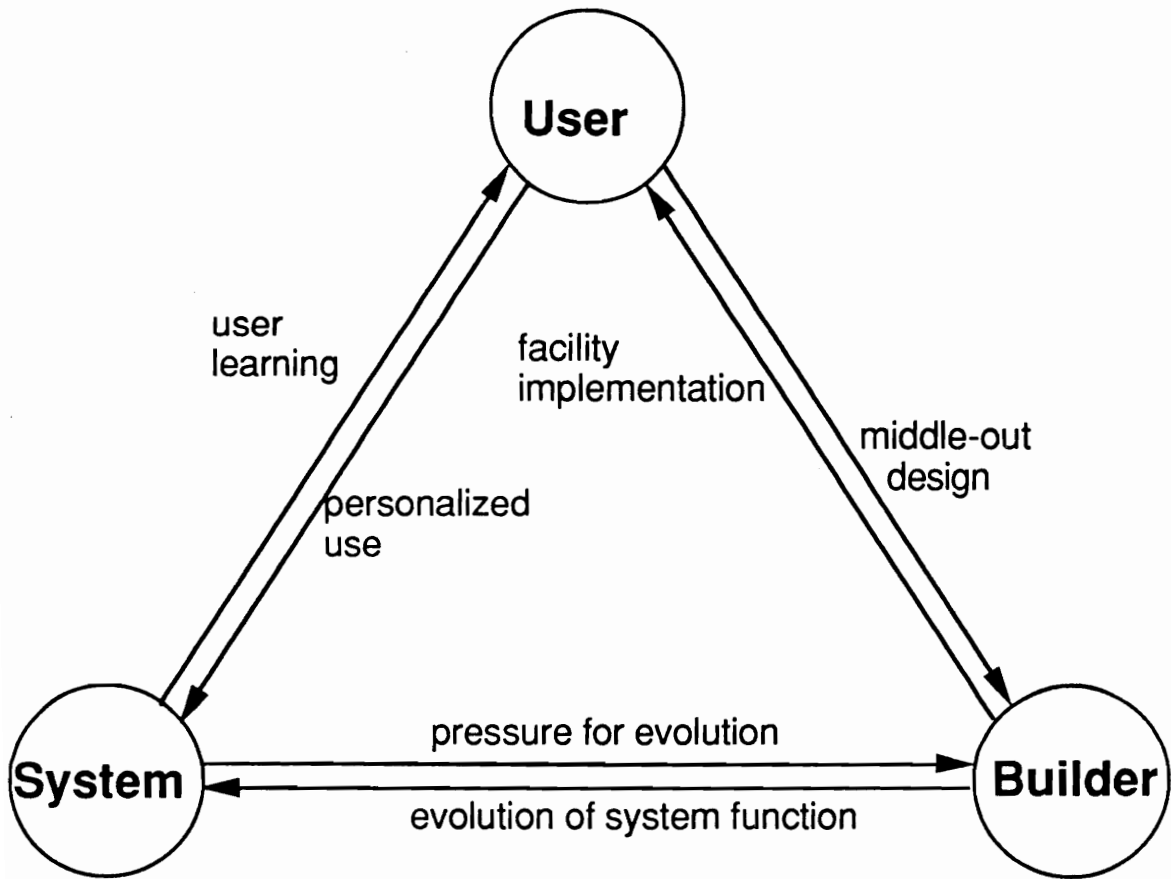 User
user
learning
facility
implementation
middle-out
design
personalized
use
pressure for evolution
System
Builder
evolution of system function